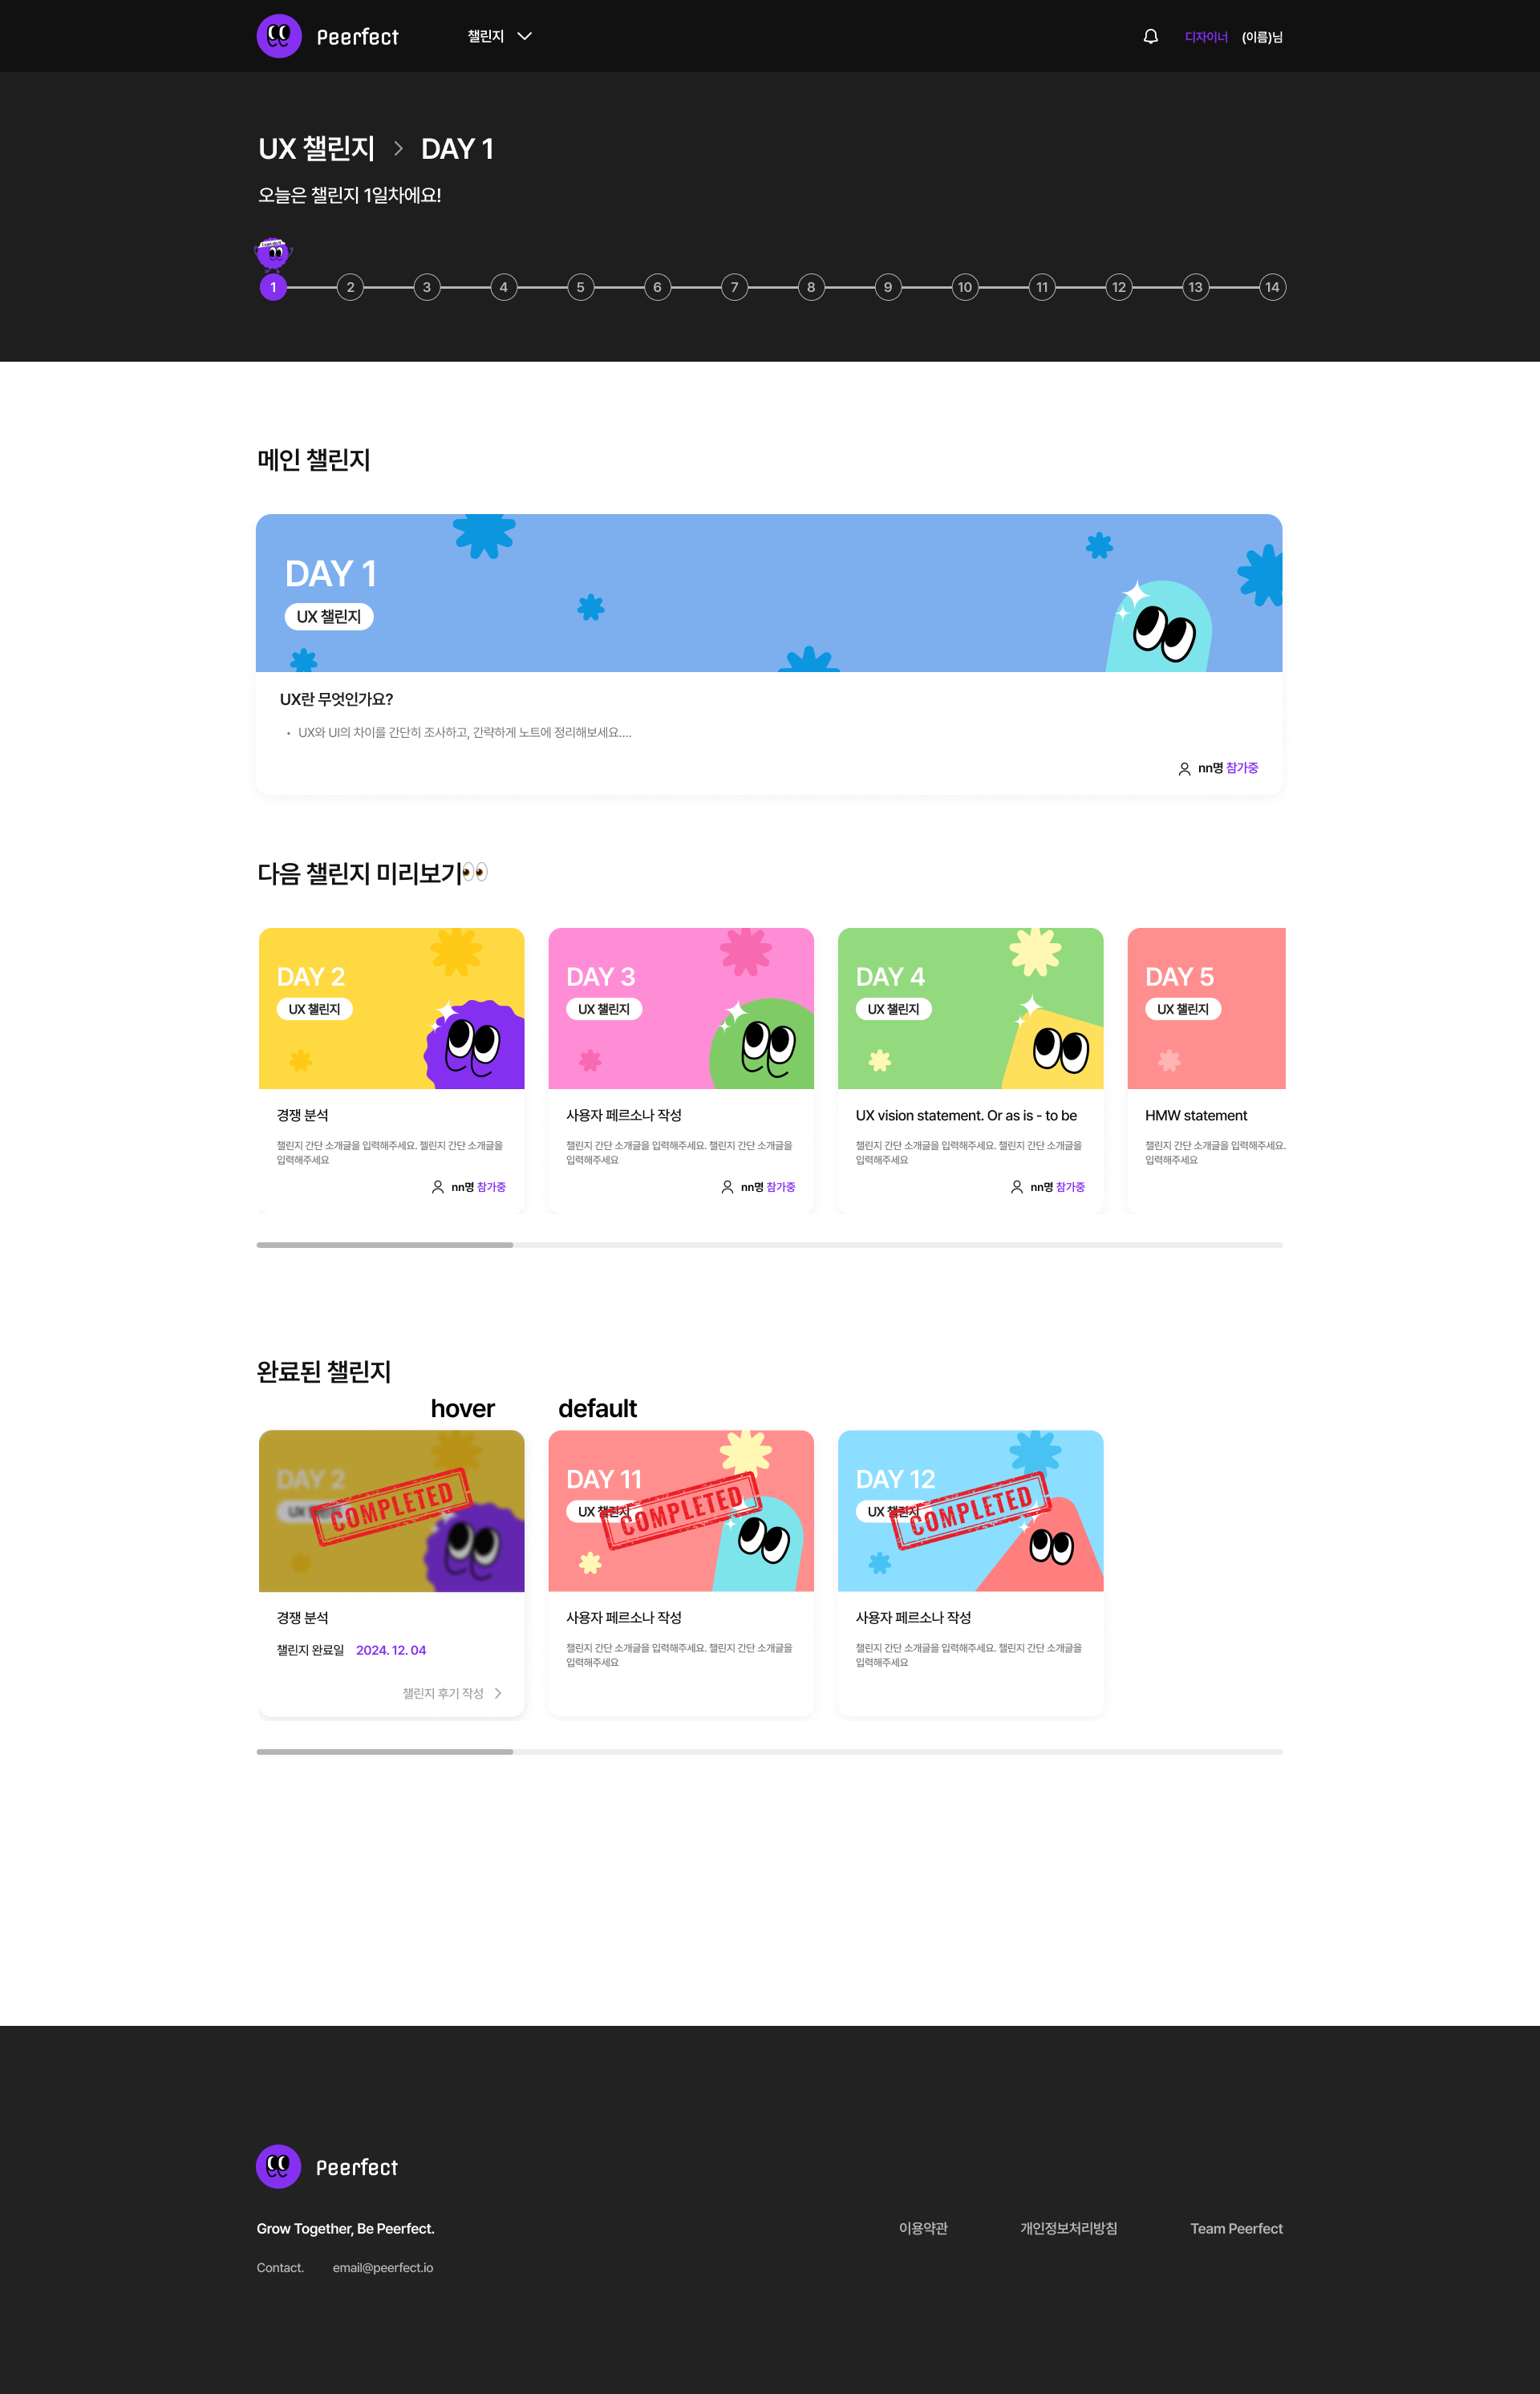 Peerfect
챌린지
디자이너 (이름)님
UX 챌린지 > DAY 1
오늘은 챌린지 1일차에요!
1 2 3 4 5 6 7 8 9 10 11 12 13 14
메인 챌린지
DAY 1
UX 챌린지
UX란 무엇인가요?
• UX와 UI의 차이를 간단히 조사하고, 간략하게 노트에 정리해보세요....
nn명 참가중
다음 챌린지 미리보기👀
DAY 2
UX 챌린지
경쟁 분석
챌린지 간단 소개글을 입력해주세요. 챌린지 간단 소개글을
입력해주세요
nn명 참가중
DAY 3
UX 챌린지
사용자 페르소나 작성
챌린지 간단 소개글을 입력해주세요. 챌린지 간단 소개글을
입력해주세요
nn명 참가중
DAY 4
UX 챌린지
UX vision statement. Or as is - to be
챌린지 간단 소개글을 입력해주세요. 챌린지 간단 소개글을
입력해주세요
nn명 참가중
DAY 5
UX 챌린지
HMW statement
챌린지 간단 소개글을 입력해주세요.
입력해주세요
완료된 챌린지
hover
default
DAY 2
UX
COMPLETED
경쟁 분석
챌린지 완료일 2024. 12. 04
챌린지 후기 작성 >
DAY 11
UX 챌린지
COMPLETED
사용자 페르소나 작성
챌린지 간단 소개글을 입력해주세요. 챌린지 간단 소개글을
입력해주세요
DAY 12
UX 챌린지
COMPLETED
사용자 페르소나 작성
챌린지 간단 소개글을 입력해주세요. 챌린지 간단 소개글을
입력해주세요
Peerfect
Grow Together, Be Peerfect.
이용약관
개인정보처리방침
Team Peerfect
Contact. email@peerfect.io